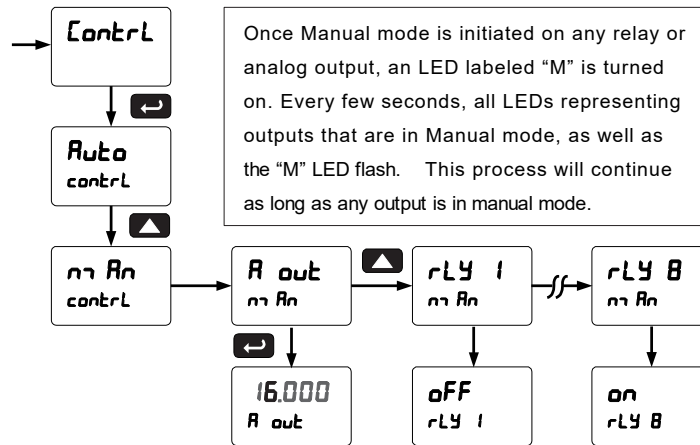 ContrL
Once Manual mode is initiated on any relay or
analog output, an LED labeled “M” is turned
on. Every few seconds, all LEDs representing
outputs that are in Manual mode, as well as
the “M” LED flash. This process will continue
as long as any output is in manual mode.
Auto
contrL
mAn
contrL
A out
mAn
rLY 1
mAn
rLY 8
mAn
16.000
A out
oFF
rLY 1
on
rLY 8